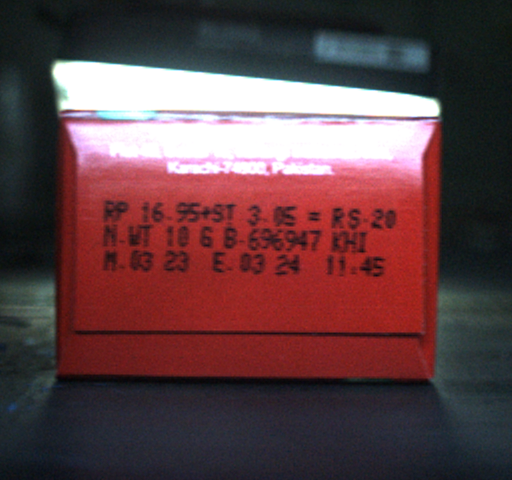 Karachi-74900, Pakistan.
RP 16.95+ST 3.05 = RS.20
N.WT 10 G B-696947 KHI
M.03 23 E.03 24 11:45